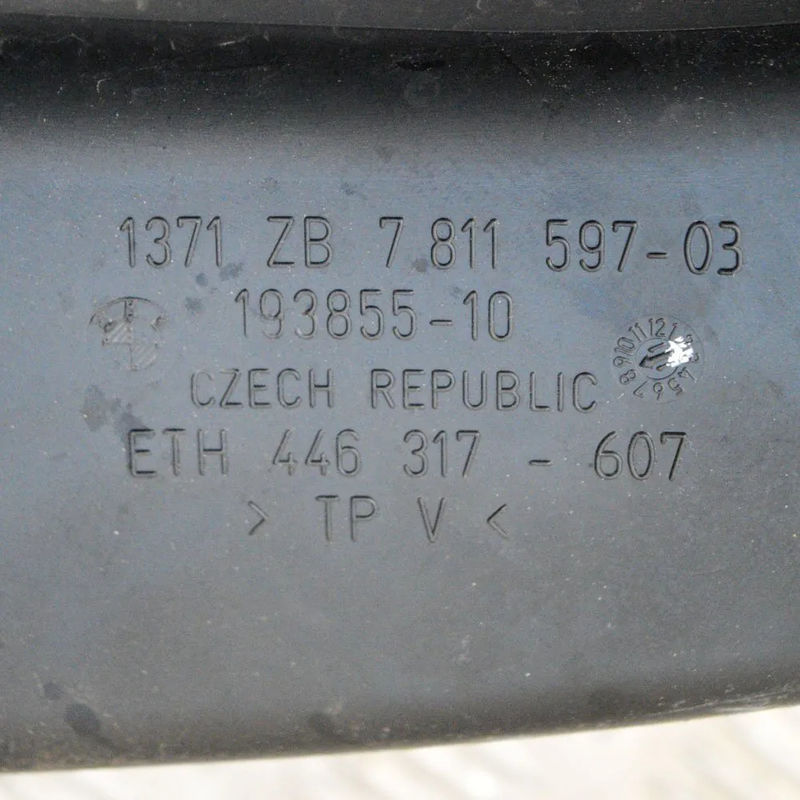 1371 ZB 7 811 597-03
193855-10
CZECH REPUBLIC
ETH 446 317 - 607
> TP V <